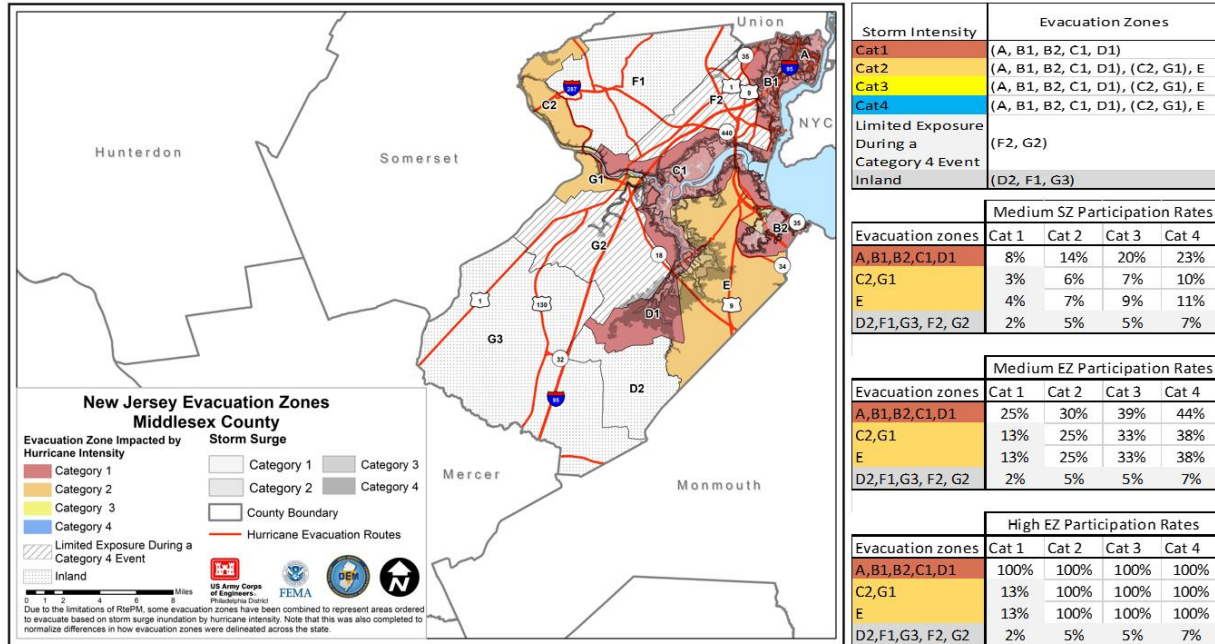 Union
Hunterdon
Somerset
Mercer
Monmouth
NYC
A
B1
B2
C1
C2
D1
D2
E
F1
F2
G1
G2
G3
35
95
287
1
9
440
35
18
34
1
130
9
32
95
New Jersey Evacuation Zones
Middlesex County
Evacuation Zone Impacted by
Hurricane Intensity
Category 1
Category 2
Category 3
Category 4
Limited Exposure During a
Category 4 Event
Inland
Storm Surge
Category 1
Category 2
Category 3
Category 4
County Boundary
Hurricane Evacuation Routes
US Army Corps
of Engineers
Philadelphia District
FEMA
OEM
N
0 1 2 4 6 8 Miles
Due to the limitations of RtePM, some evacuation zones have been combined to represent areas ordered
to evacuate based on storm surge inundation by hurricane intensity. Note that this was also completed to
normalize differences in how evacuation zones were delineated across the state.
Storm Intensity Evacuation Zones
Cat1 (A, B1, B2, C1, D1)
Cat2 (A, B1, B2, C1, D1), (C2, G1), E
Cat3 (A, B1, B2, C1, D1), (C2, G1), E
Cat4 (A, B1, B2, C1, D1), (C2, G1), E
Limited Exposure
During a (F2, G2)
Category 4 Event
Inland (D2, F1, G3)
Medium SZ Participation Rates
Evacuation zones Cat 1 Cat 2 Cat 3 Cat 4
A,B1,B2,C1,D1 8% 14% 20% 23%
C2,G1 3% 6% 7% 10%
E 4% 7% 9% 11%
D2,F1,G3, F2, G2 2% 5% 5% 7%
Medium EZ Participation Rates
Evacuation zones Cat 1 Cat 2 Cat 3 Cat 4
A,B1,B2,C1,D1 25% 30% 39% 44%
C2,G1 13% 25% 33% 38%
E 13% 25% 33% 38%
D2,F1,G3, F2, G2 2% 5% 5% 7%
High EZ Participation Rates
Evacuation zones Cat 1 Cat 2 Cat 3 Cat 4
A,B1,B2,C1,D1 100% 100% 100% 100%
C2,G1 13% 100% 100% 100%
E 13% 100% 100% 100%
D2,F1,G3, F2, G2 2% 5% 5% 7%